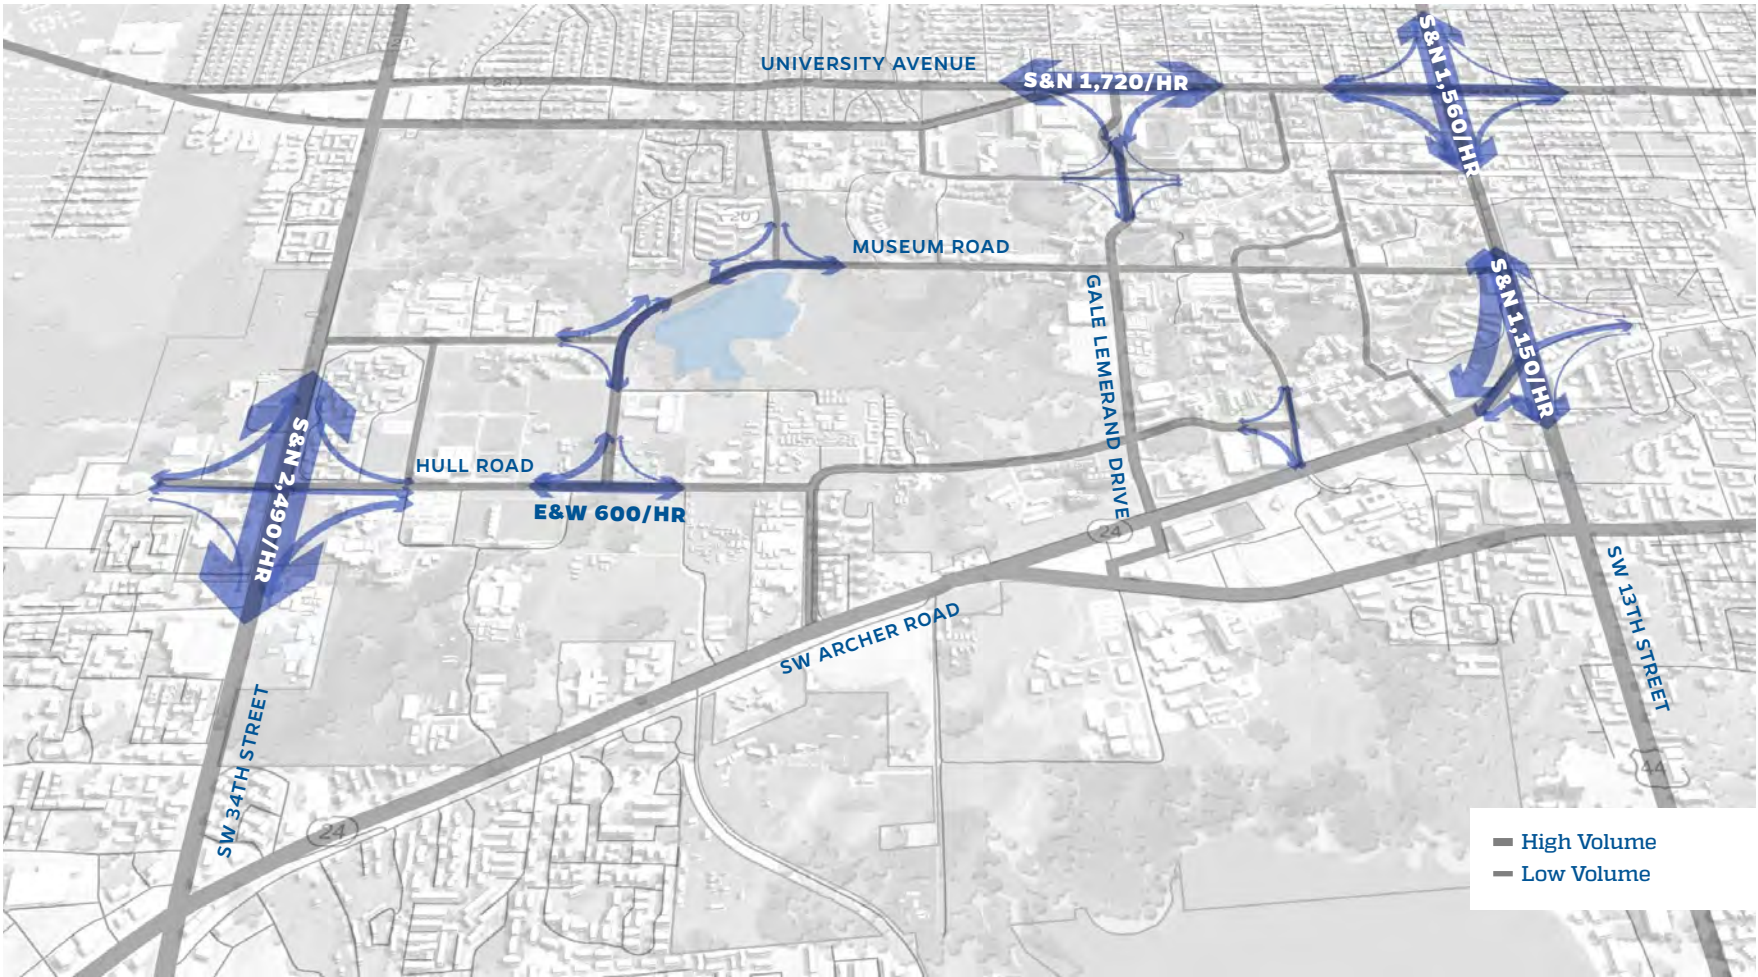 UNIVERSITY AVENUE
S&N 1,720/HR
S&N 1,560/HR
20
MUSEUM ROAD
GALE LEMERAND DRIVE
S&N 1,150/HR
S&N 2,490/HR
HULL ROAD
E&W 600/HR
24
SW ARCHER ROAD
SW 13TH STREET
SW 34TH STREET
24
44
High Volume
Low Volume